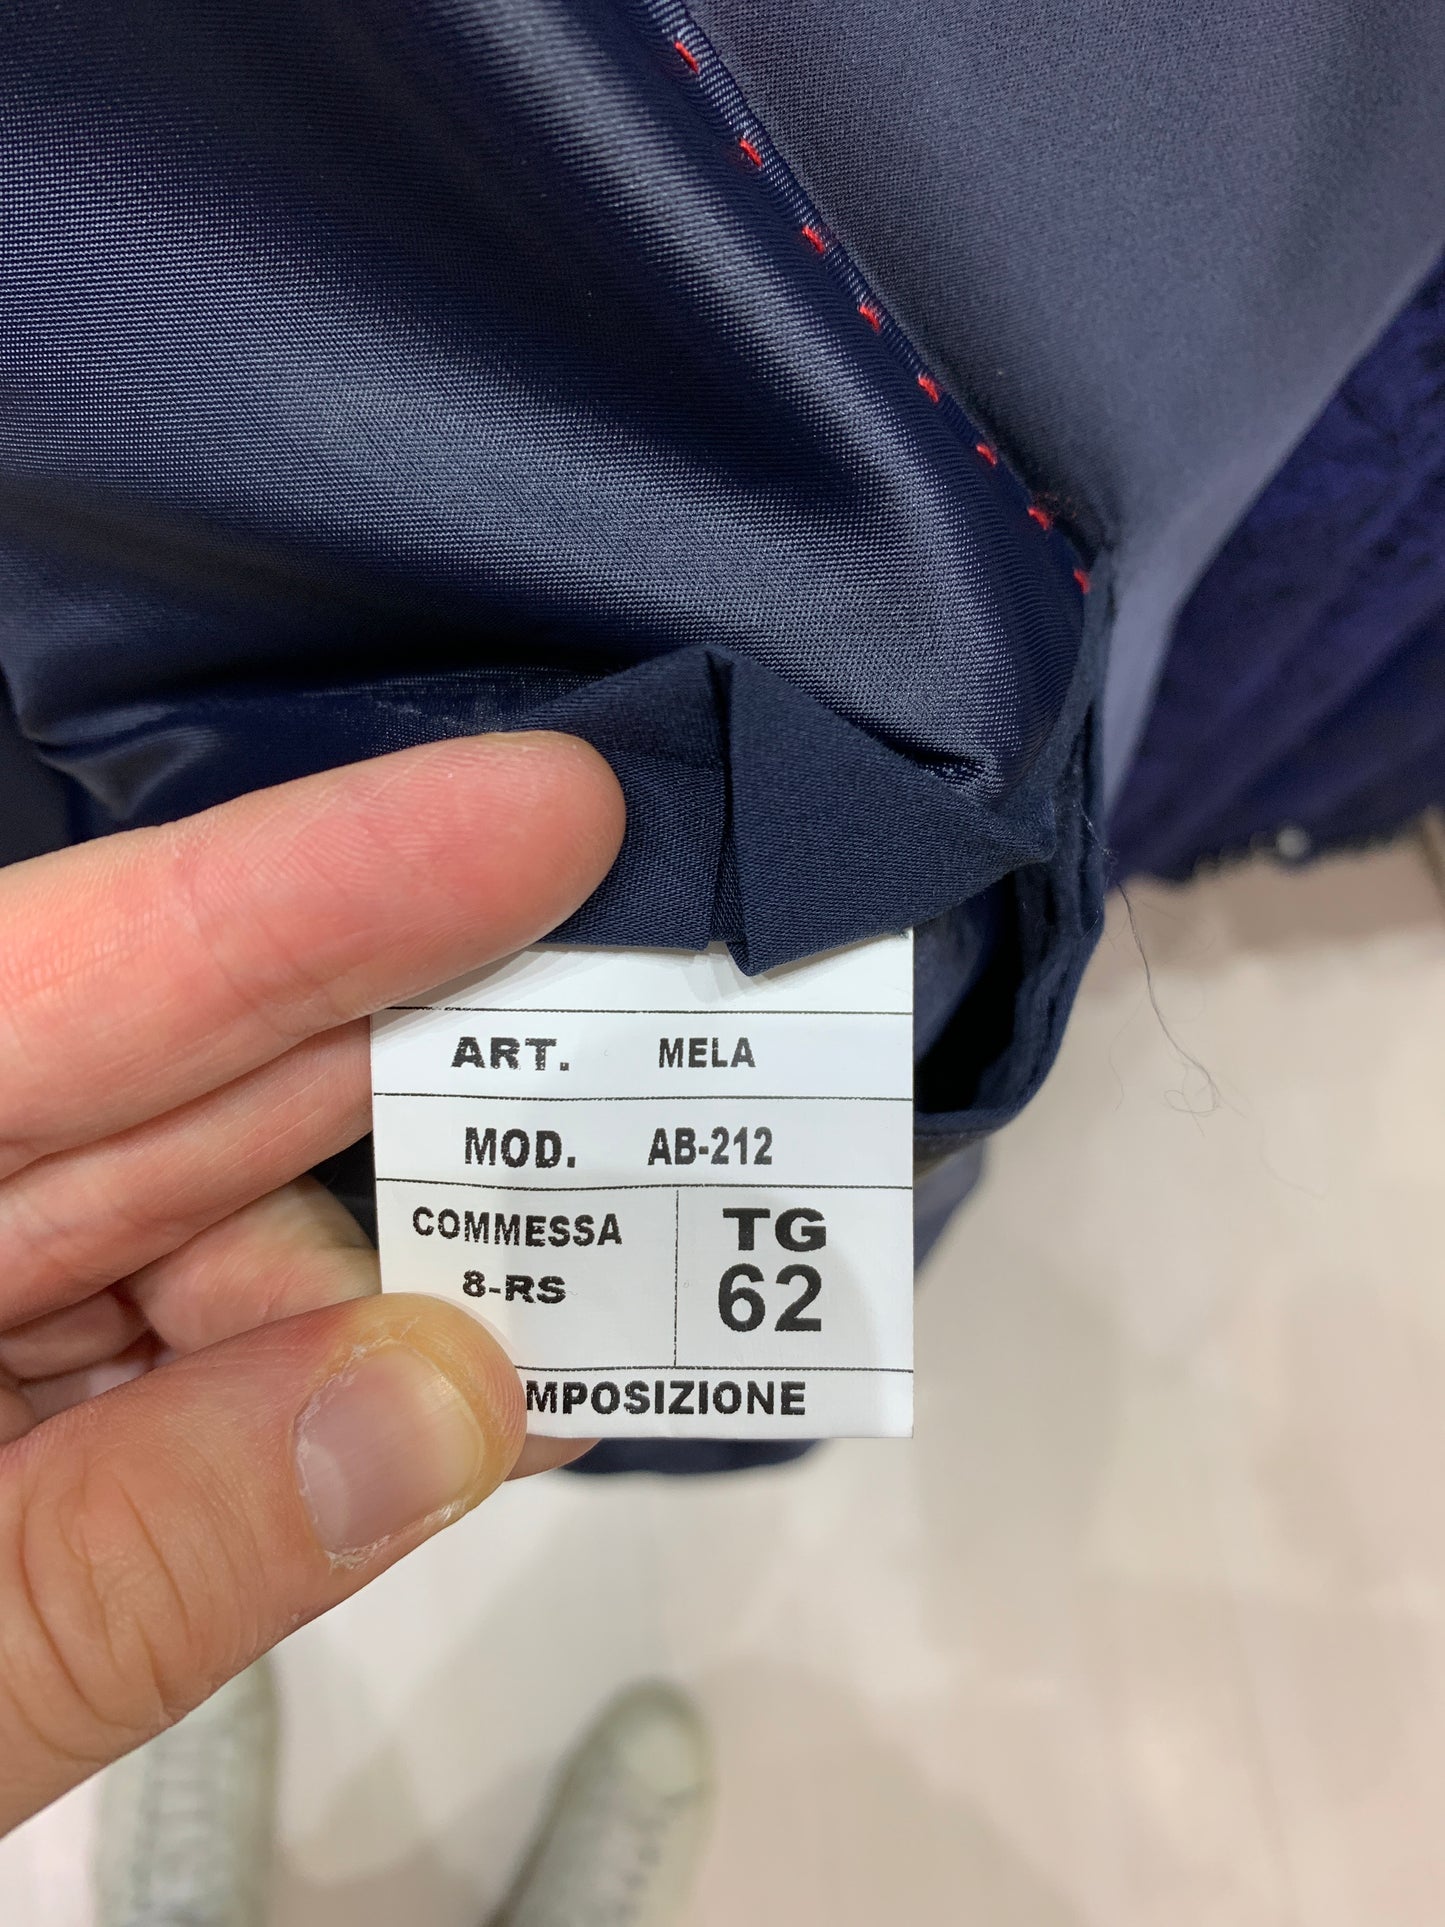 ART. MELA
MOD. AB-212
COMMESSA
8-RS
TG
62
MPOSIZIONE